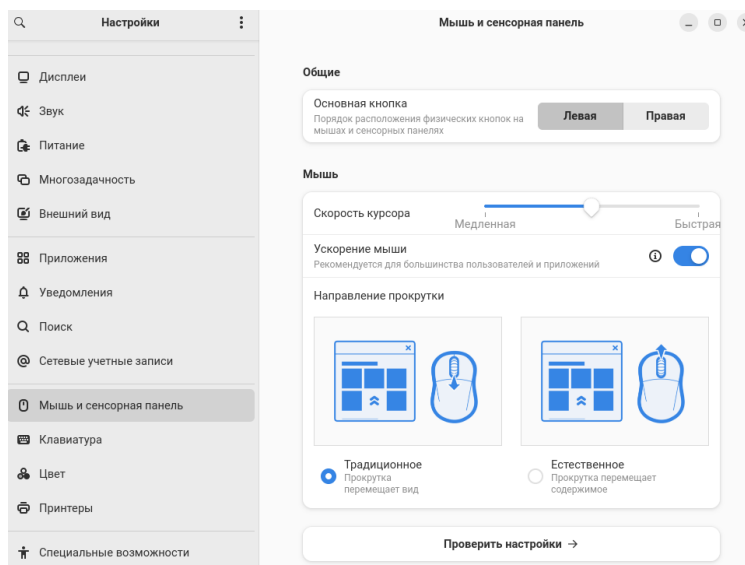 Настройки
Дисплеи
Звук
Питание
Многозадачность
Внешний вид
Приложения
Уведомления
Поиск
Сетевые учетные записи
Мышь и сенсорная панель
Клавиатура
Цвет
Принтеры
Специальные возможности
Мышь и сенсорная панель
Общие
Основная кнопка
Порядок расположения физических кнопок на
мышах и сенсорных панелях
Левая
Правая
Мышь
Скорость курсора
Медленная
Быстрая
Ускорение мыши
Рекомендуется для большинства пользователей и приложений
Направление прокрутки
Традиционное
Прокрутка
перемещает вид
Естественное
Прокрутка перемещает
содержимое
Проверить настройки →